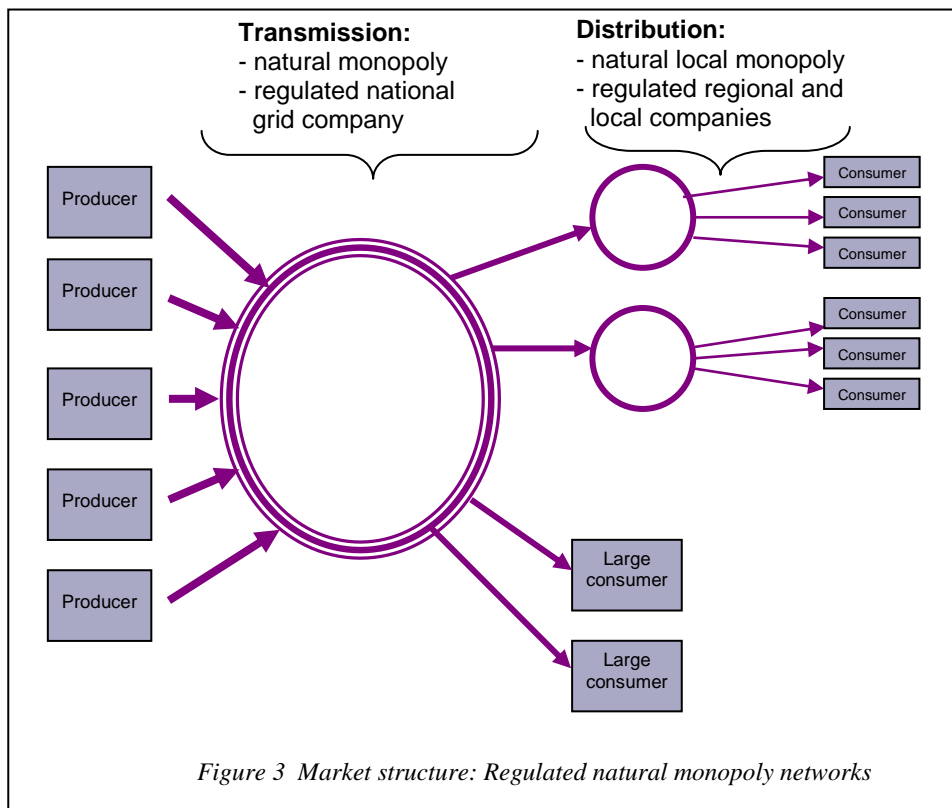 Transmission:
- natural monopoly
- regulated national
grid company
Distribution:
- natural local monopoly
- regulated regional and
local companies
Producer
Producer
Producer
Producer
Producer
Consumer
Consumer
Consumer
Consumer
Consumer
Consumer
Large
consumer
Large
consumer
Figure 3 Market structure: Regulated natural monopoly networks